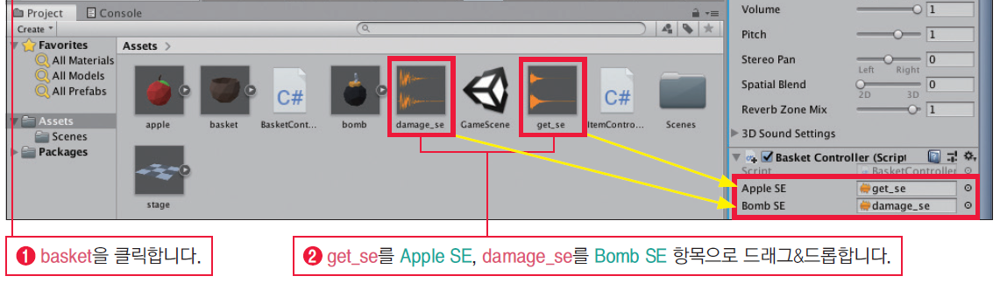 Project
Console
Create
Favorites
All Materials
All Models
All Prefabs
Assets
Scenes
Packages
Assets >
apple
basket
C#
BasketCont...
bomb
damage_se
GameScene
get_se
C#
ItemContro...
Scenes
stage
Volume 1
Pitch 1
Stereo Pan 0
Left Right
Spatial Blend 0
2D 3D
Reverb Zone Mix 1
3D Sound Settings
Basket Controller (Script
Script BasketController
Apple SE get_se
Bomb SE damage_se
1 basket을 클릭합니다.
2 get_se를 Apple SE, damage_se를 Bomb SE 항목으로 드래그&드롭합니다.